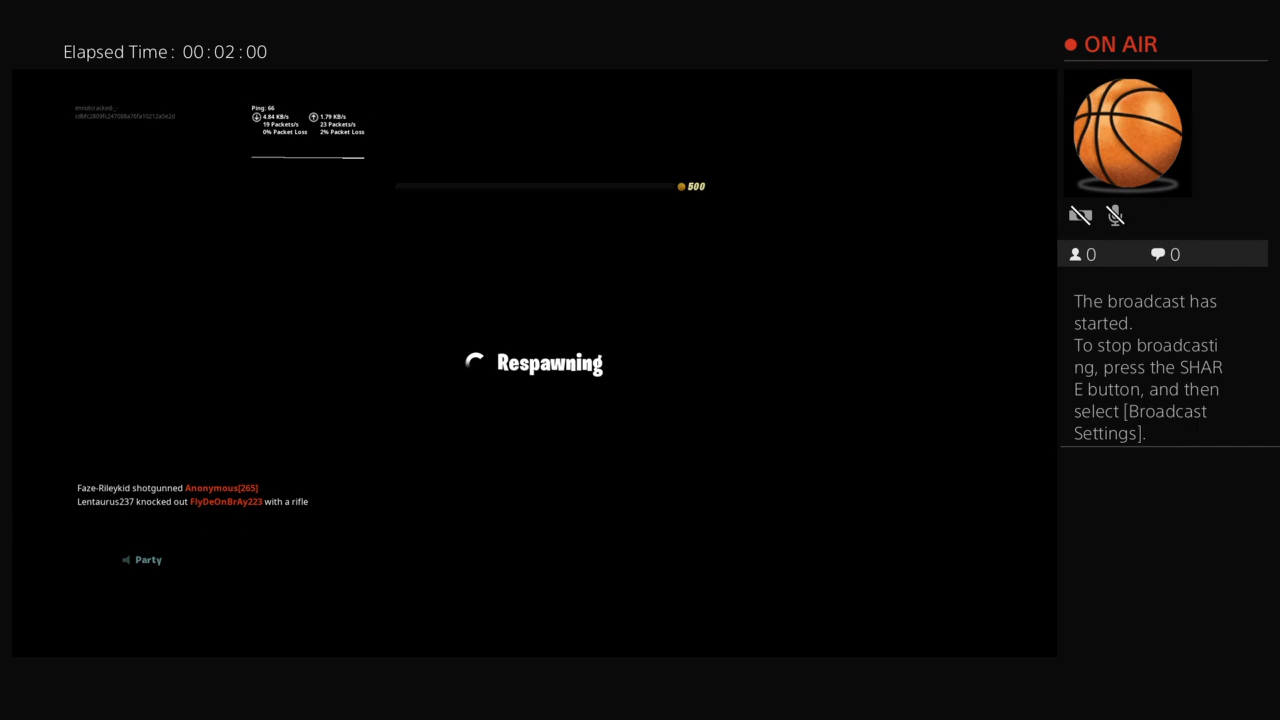 Elapsed Time: 00:02:00
ON AIR
imnotcracked-_-
Ping: 66
4.84 KB/s
1.79 KB/s
19 Packets/s
23 Packets/s
0% Packet Loss
2% Packet Loss
500
0
0
The broadcast has
started.
To stop broadcasti
ng, press the SHAR
E button, and then
select [Broadcast
Settings].
Respawning
Faze-Rileykid shotgunned Anonymous[265]
Lentaurus237 knocked out FlyDeOnBrAy223 with a rifle
Party